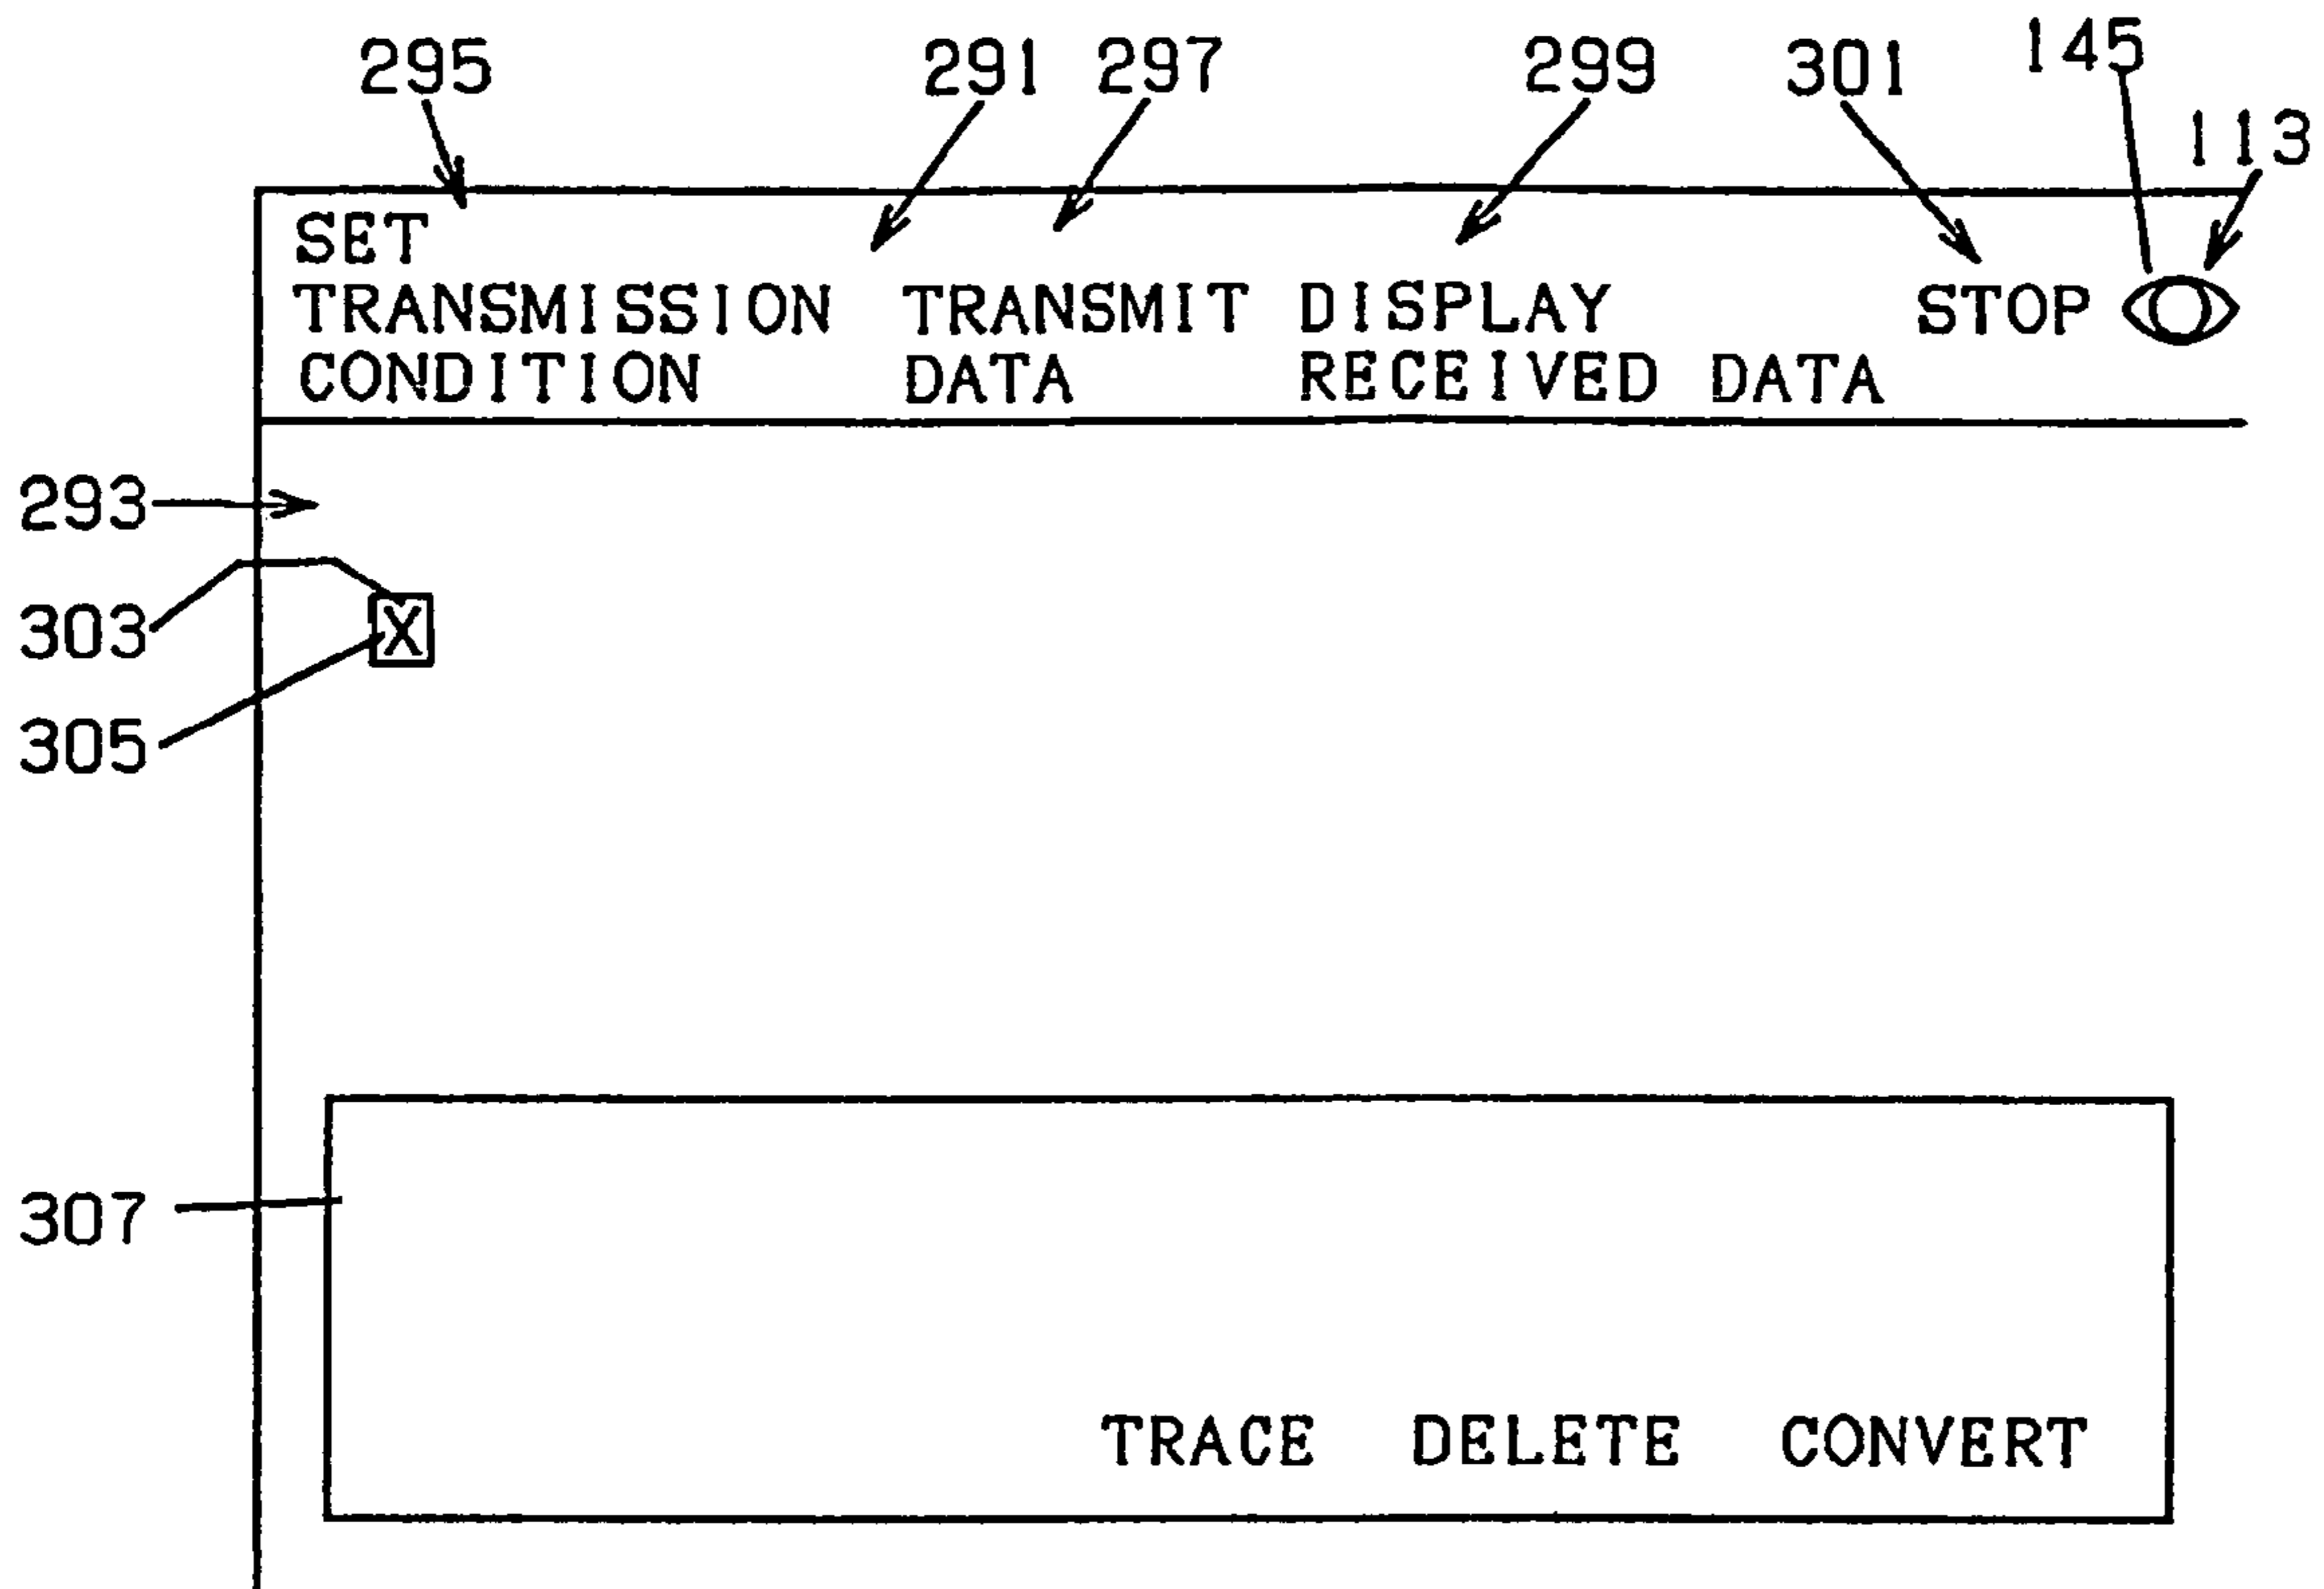 295 291 297 299 301 145
113
SET
TRANSMISSION TRANSMIT DISPLAY STOP
CONDITION DATA RECEIVED DATA
293
303
X
305
307
TRACE DELETE CONVERT